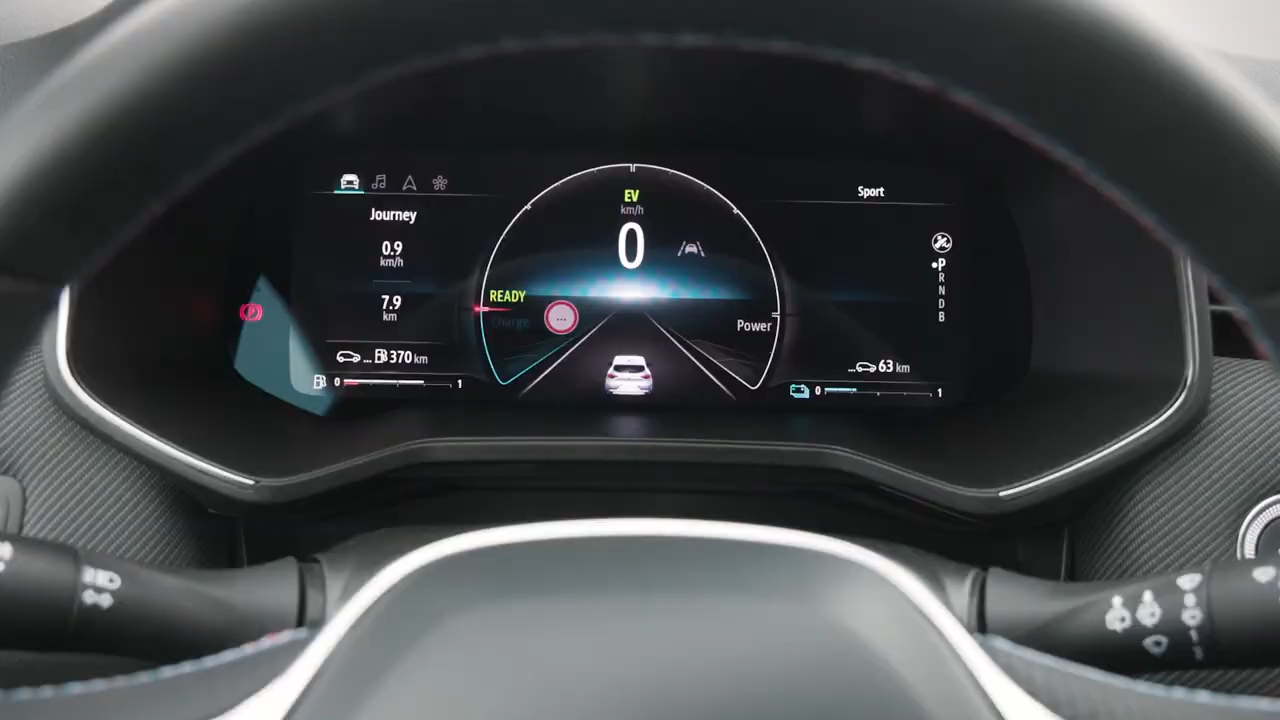 Journey
0.9
km/h
7.9
km
... 370 km
0 1
EV
km/h
0
READY
Charge
...
Power
Sport
P
R
N
D
B
...63 km
0 1